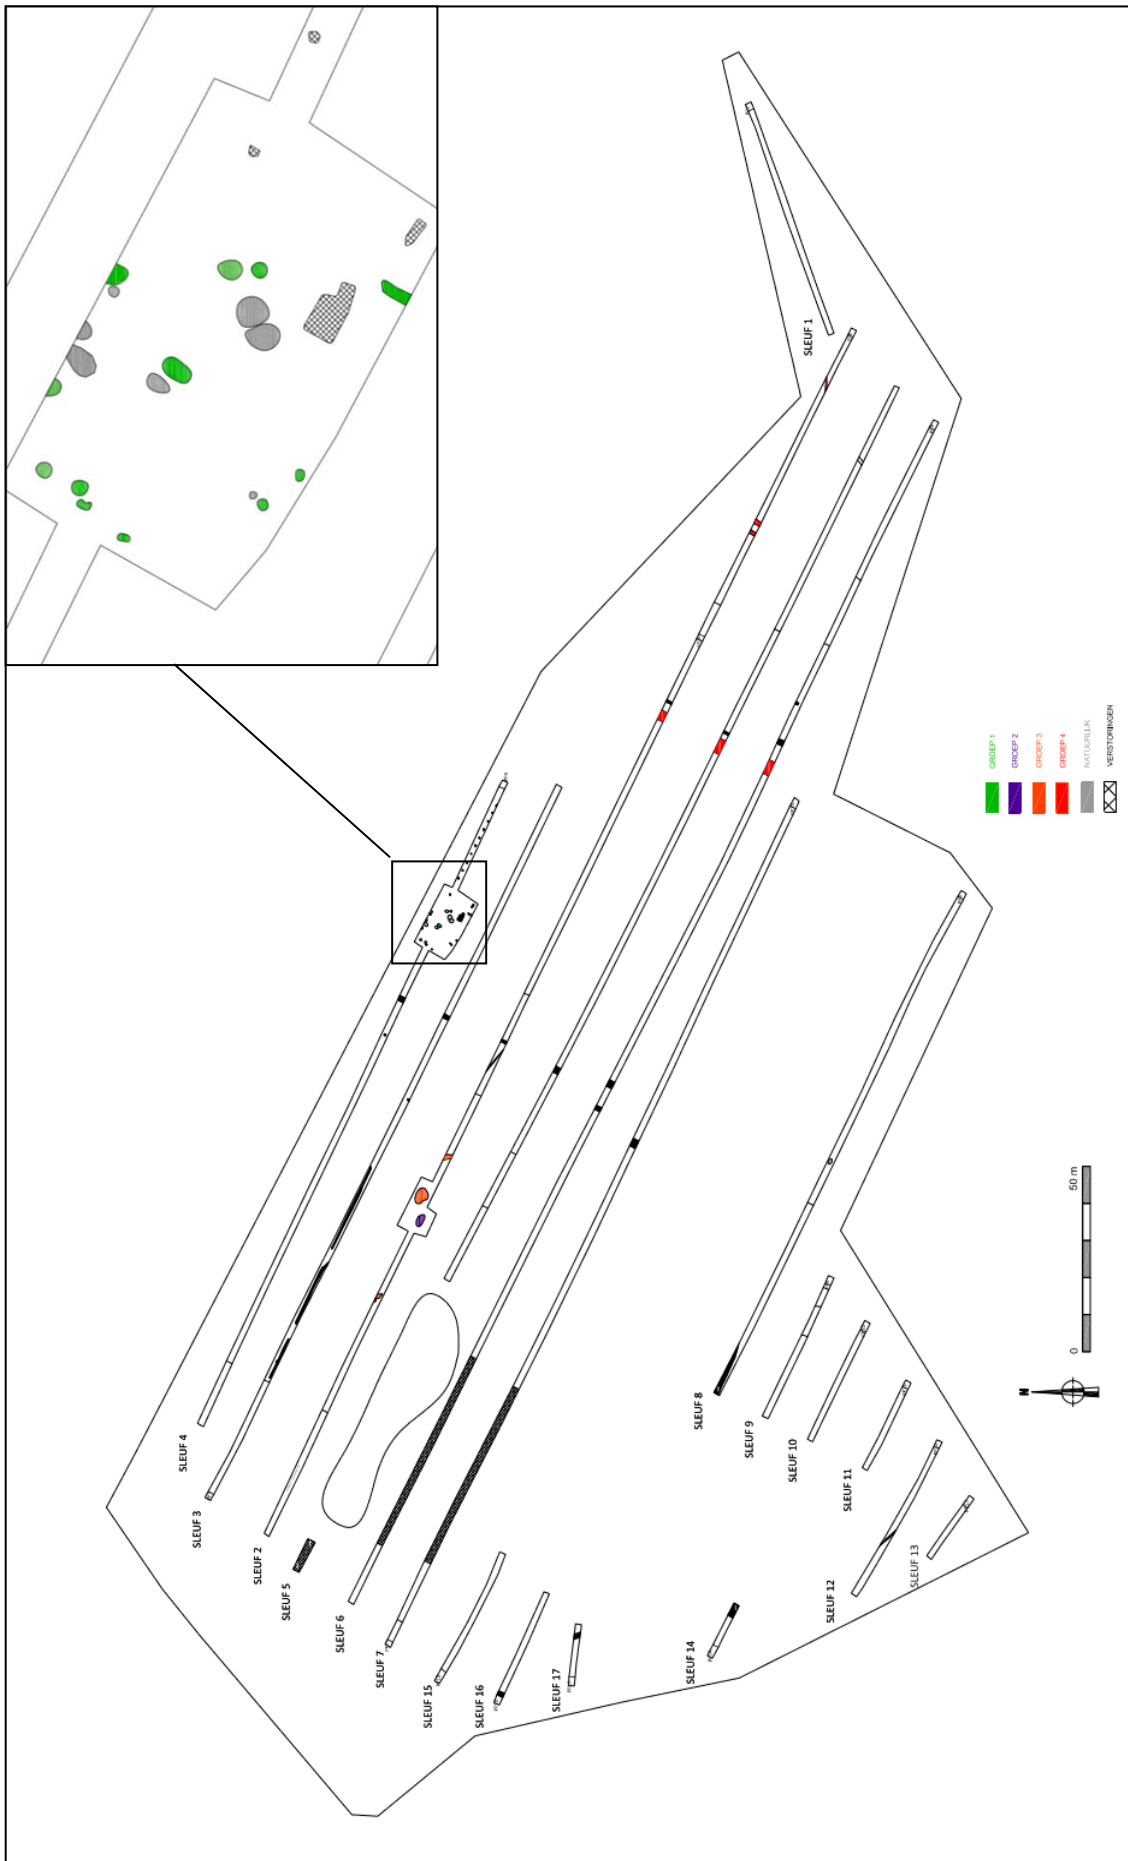 SLEUF 1
GROEP 1
GROEP 2
GROEP 3
GROEP 4
NATUURLIJK
VERSTORINGEN
SLEUF 4
SLEUF 3
SLEUF 2
SLEUF 5
SLEUF 6
SLEUF 7
SLEUF 15
SLEUF 16
SLEUF 17
SLEUF 14
SLEUF 8
SLEUF 9
SLEUF 10
SLEUF 11
SLEUF 12
SLEUF 13
0
50 m
N